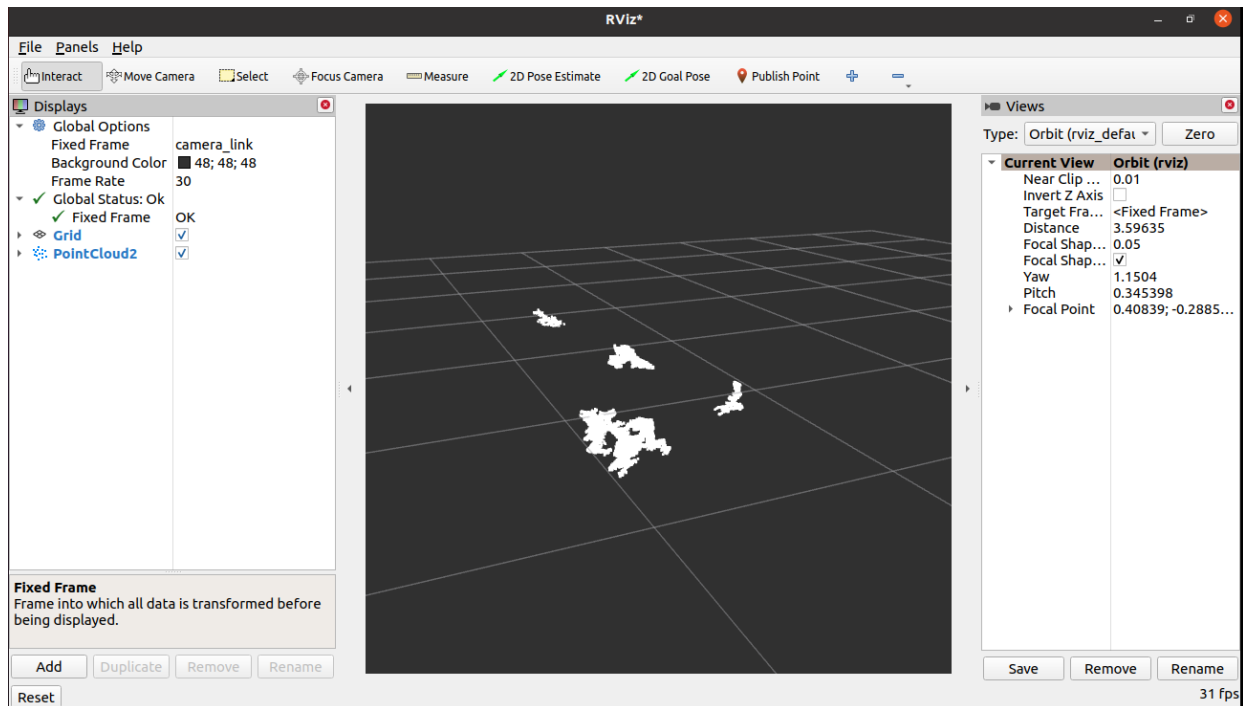 RViz*
File Panels Help
Interact Move Camera Select Focus Camera Measure 2D Pose Estimate 2D Goal Pose Publish Point
Displays
Global Options
Fixed Frame camera_link
Background Color 48; 48; 48
Frame Rate 30
Global Status: Ok
Fixed Frame OK
Grid
PointCloud2
Fixed Frame
Frame into which all data is transformed before
being displayed.
Add Duplicate Remove Rename
Reset
Views
Type: Orbit (rviz_defau Zero
Current View Orbit (rviz)
Near Clip ... 0.01
Invert Z Axis
Target Fra... <Fixed Frame>
Distance 3.59635
Focal Shap... 0.05
Focal Shap...
Yaw 1.1504
Pitch 0.345398
Focal Point 0.40839; -0.2885...
Save Remove Rename
31 fps